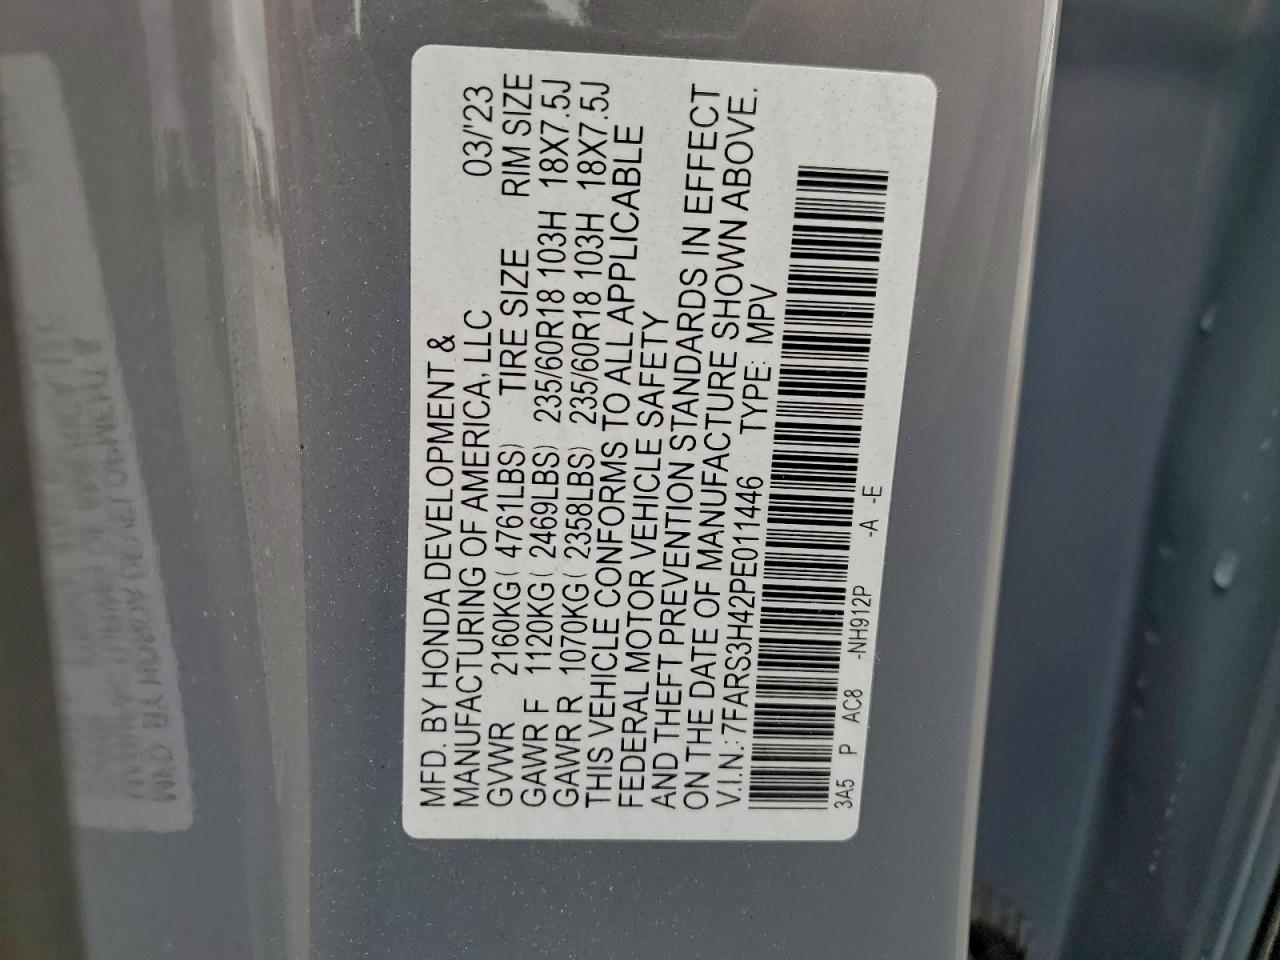 MFD. BY HONDA DEVELOPMENT &
MANUFACTURING OF AMERICA, LLC 03/'23
GVWR 2160KG ( 4761LBS) TIRE SIZE RIM SIZE
GAWR F 1120KG ( 2469LBS) 235/60R18 103H 18X7.5J
GAWR R 1070KG ( 2358LBS) 235/60R18 103H 18X7.5J
THIS VEHICLE CONFORMS TO ALL APPLICABLE
FEDERAL MOTOR VEHICLE SAFETY
AND THEFT PREVENTION STANDARDS IN EFFECT
ON THE DATE OF MANUFACTURE SHOWN ABOVE.
V.I.N.: 7FARS3H42PE011446 TYPE: MPV
3A5 P AC8 -NH912P -A -E